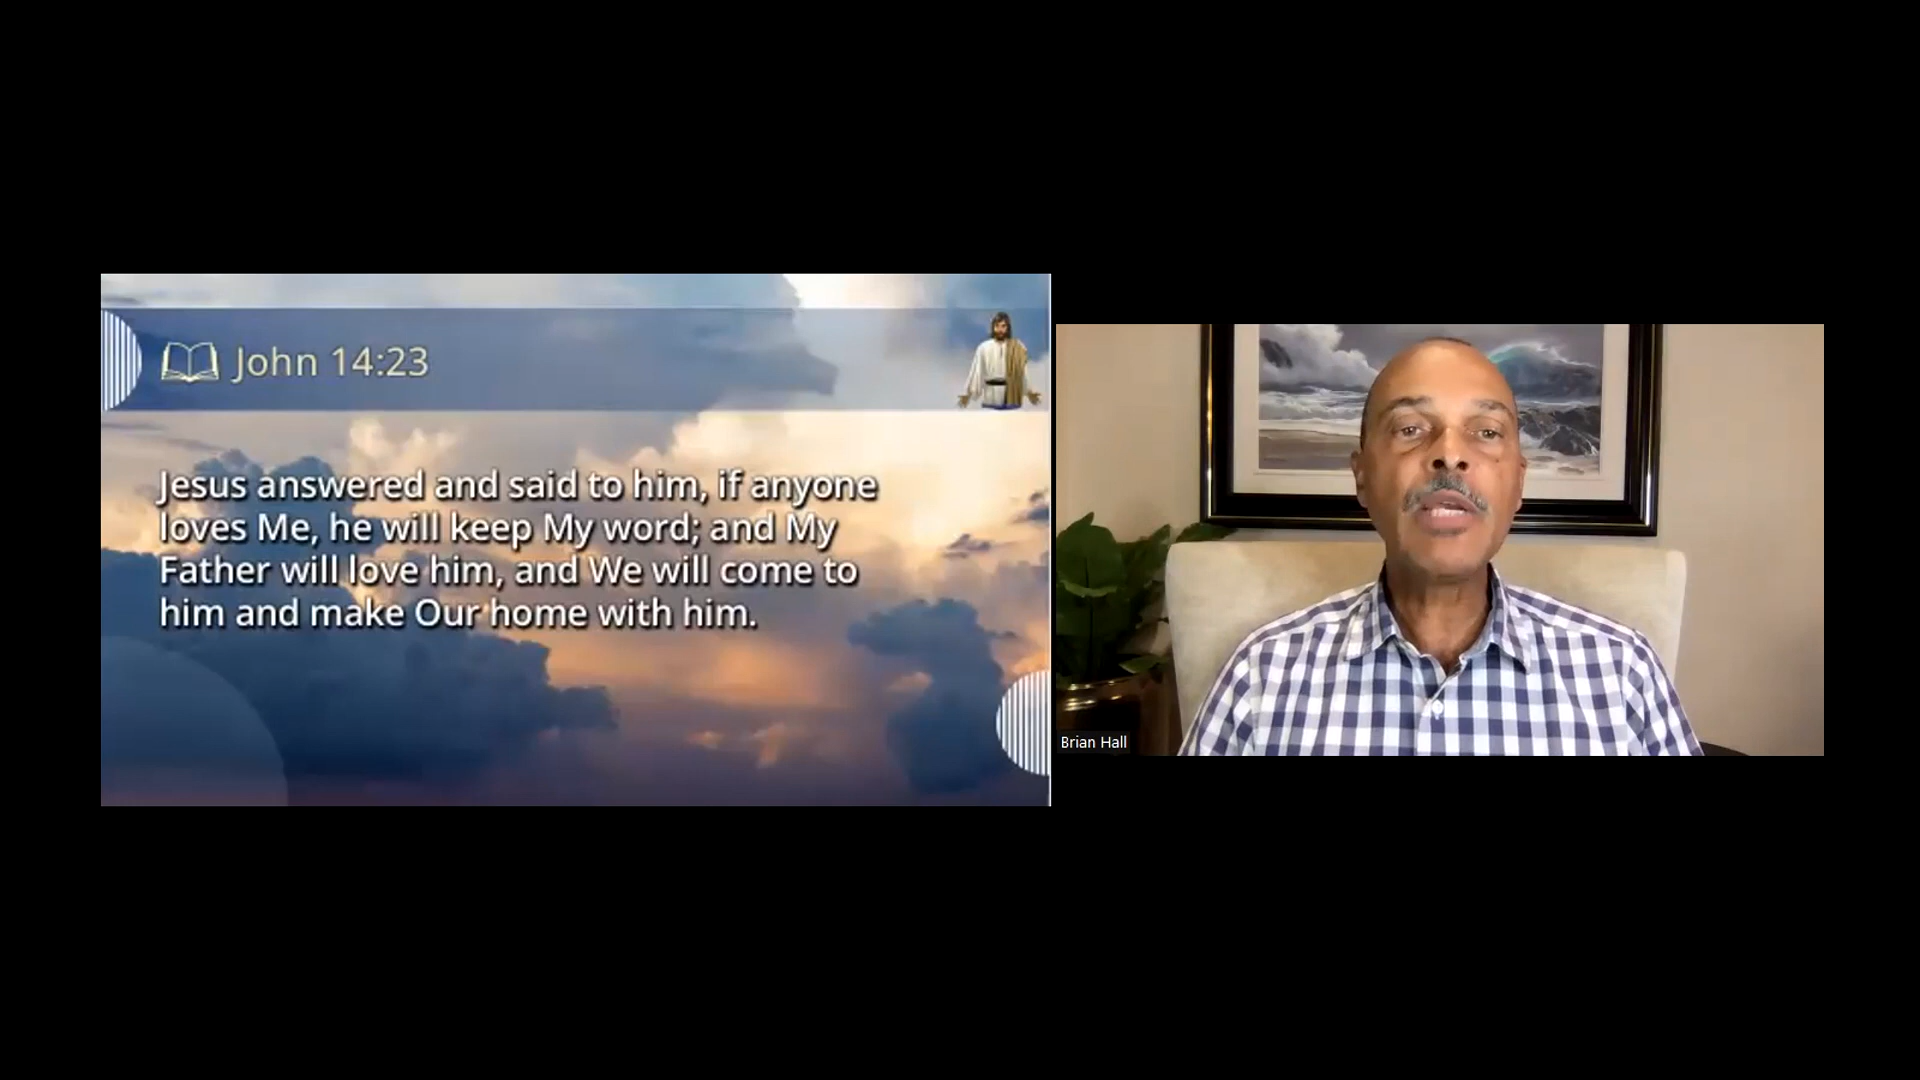 John 14:23
Jesus answered and said to him, if anyone
loves Me, he will keep My word; and My
Father will love him, and We will come to
him and make Our home with him.
Brian Hall